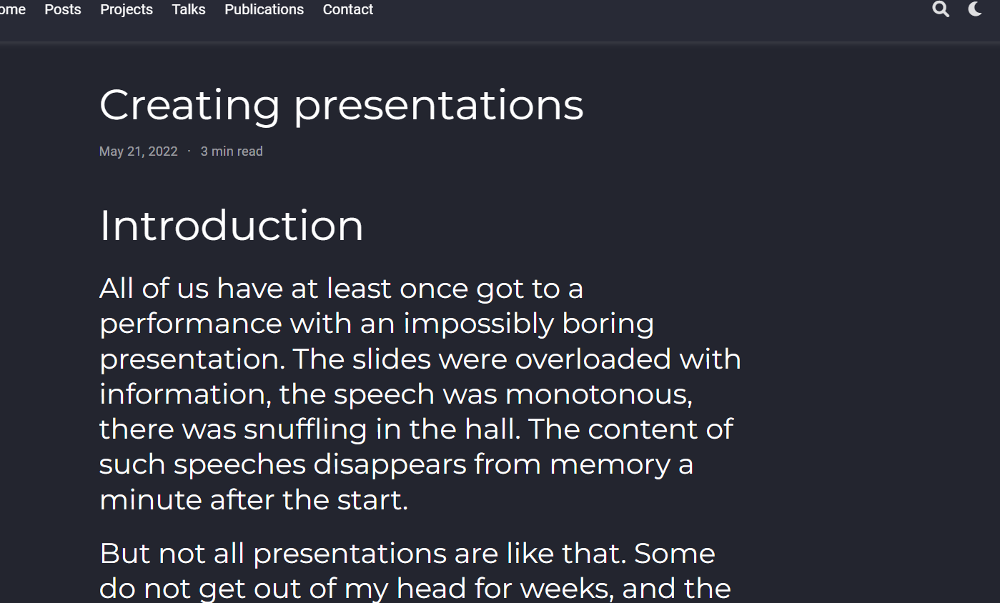 ome Posts Projects Talks Publications Contact
Creating presentations
May 21, 2022 · 3 min read
Introduction
All of us have at least once got to a
performance with an impossibly boring
presentation. The slides were overloaded with
information, the speech was monotonous,
there was snuffling in the hall. The content of
such speeches disappears from memory a
minute after the start.
But not all presentations are like that. Some
do not get out of my head for weeks, and the